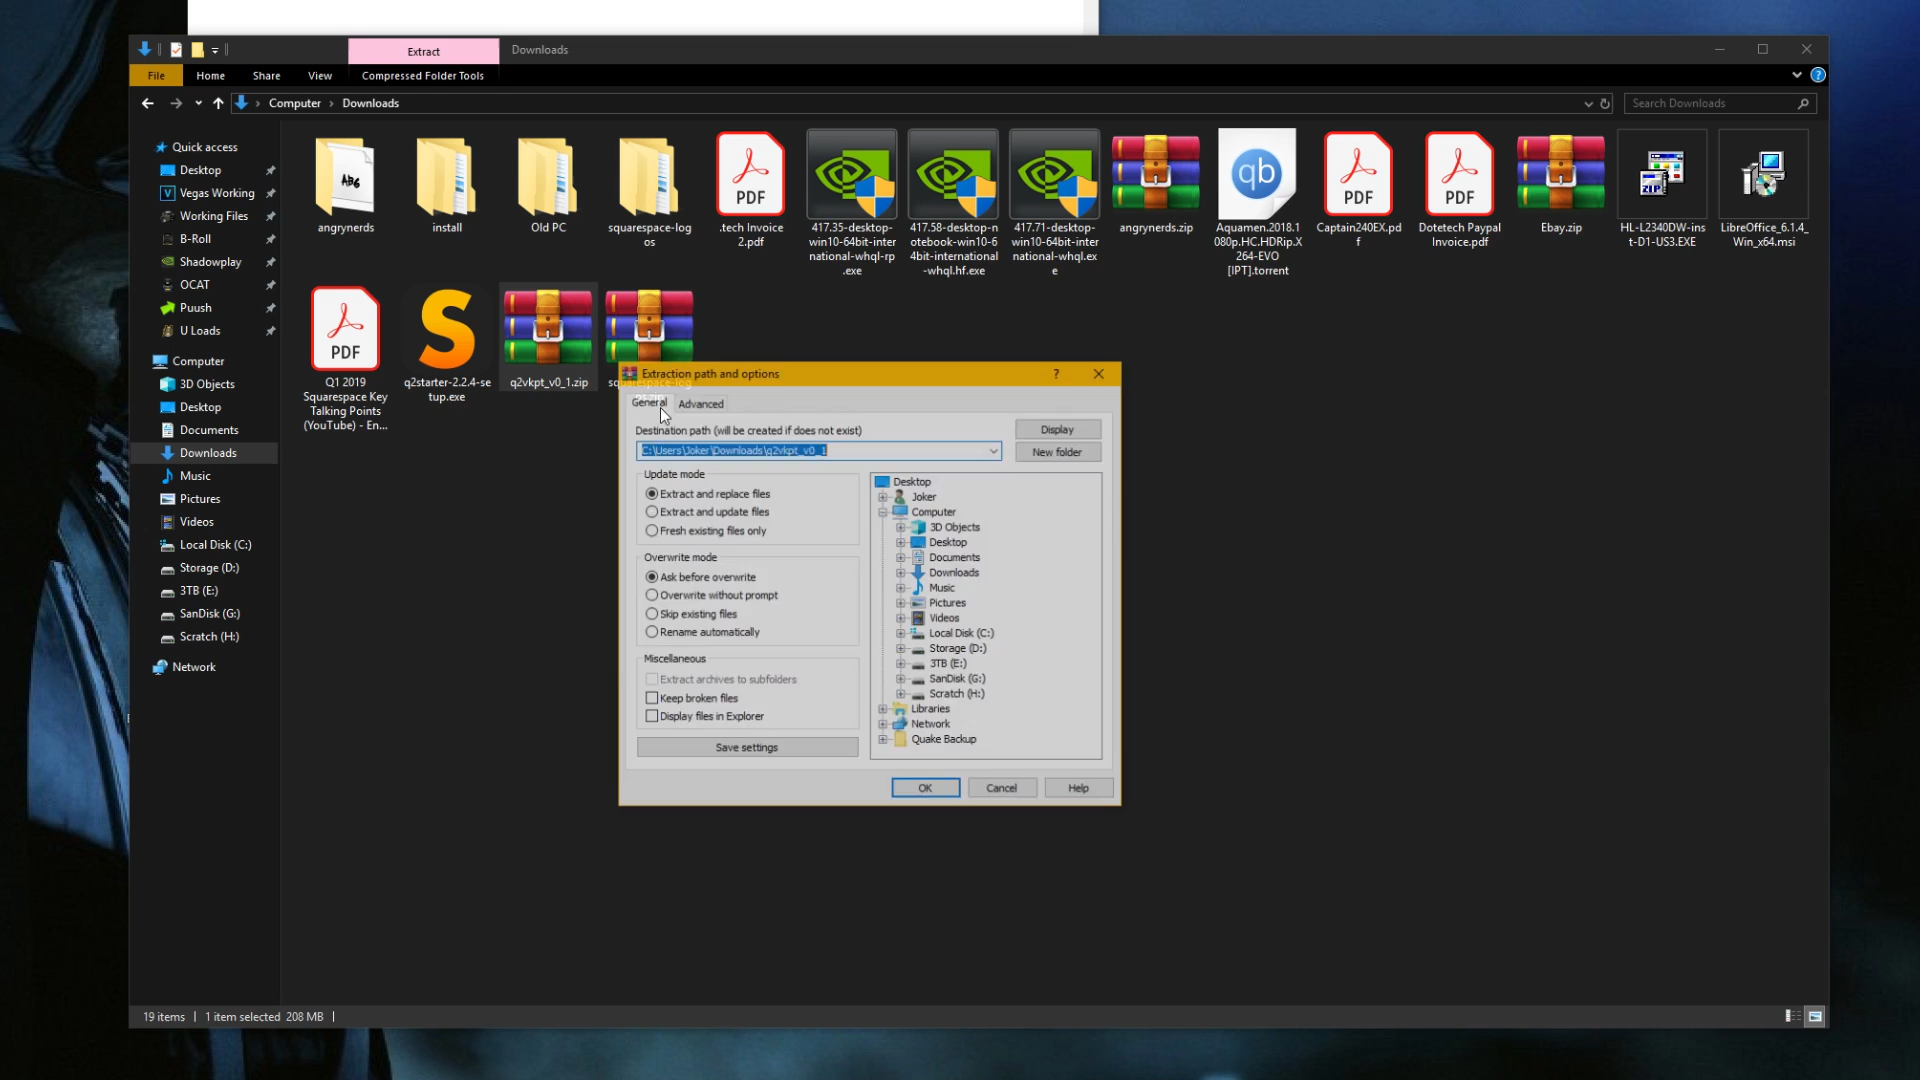 Extract
Downloads
File
Home
Share
View
Compressed Folder Tools
Computer
Downloads
Search Downloads
Quick access
Desktop
Vegas Working
Working Files
B-Roll
Shadowplay
OCAT
Puush
U Loads
Computer
3D Objects
Desktop
Documents
Downloads
Music
Pictures
Videos
Local Disk (C:)
Storage (D:)
3TB (E:)
SanDisk (G:)
Scratch (H:)
Network
Abg
angrynerds
install
Old PC
squarespace-log
os
PDF
.tech Invoice
2.pdf
417.35-desktop-
win10-64bit-inter
national-whql-rp
.exe
417.58-desktop-n
otebook-win10-6
4bit-international
-whql.hf.exe
417.71-desktop-
win10-64bit-inter
national-whql.ex
e
angrynerds.zip
qb
Aquamen.2018.1
080p.HC.HDRip.X
264-EVO
[IPT].torrent
PDF
Captain240EX.pd
f
PDF
Dotetech Paypal
Invoice.pdf
Ebay.zip
ZIP
HL-L2340DW-ins
t-D1-US3.EXE
LibreOffice_6.1.4_
Win_x64.msi
PDF
Q1 2019
Squarespace Key
Talking Points
(YouTube) - En...
S
q2starter-2.2.4-se
tup.exe
q2vkpt_v0_1.zip
squarespace-log
Extraction path and options
?
General
Advanced
Destination path (will be created if does not exist)
C:\Users\Joker\Downloads\q2vkpt_v0_1
Display
New folder
Update mode
Extract and replace files
Extract and update files
Fresh existing files only
Overwrite mode
Ask before overwrite
Overwrite without prompt
Skip existing files
Rename automatically
Miscellaneous
Extract archives to subfolders
Keep broken files
Display files in Explorer
Save settings
Desktop
Joker
Computer
3D Objects
Desktop
Documents
Downloads
Music
Pictures
Videos
Local Disk (C:)
Storage (D:)
3TB (E:)
SanDisk (G:)
Scratch (H:)
Libraries
Network
Quake Backup
OK
Cancel
Help
19 items
1 item selected 208 MB